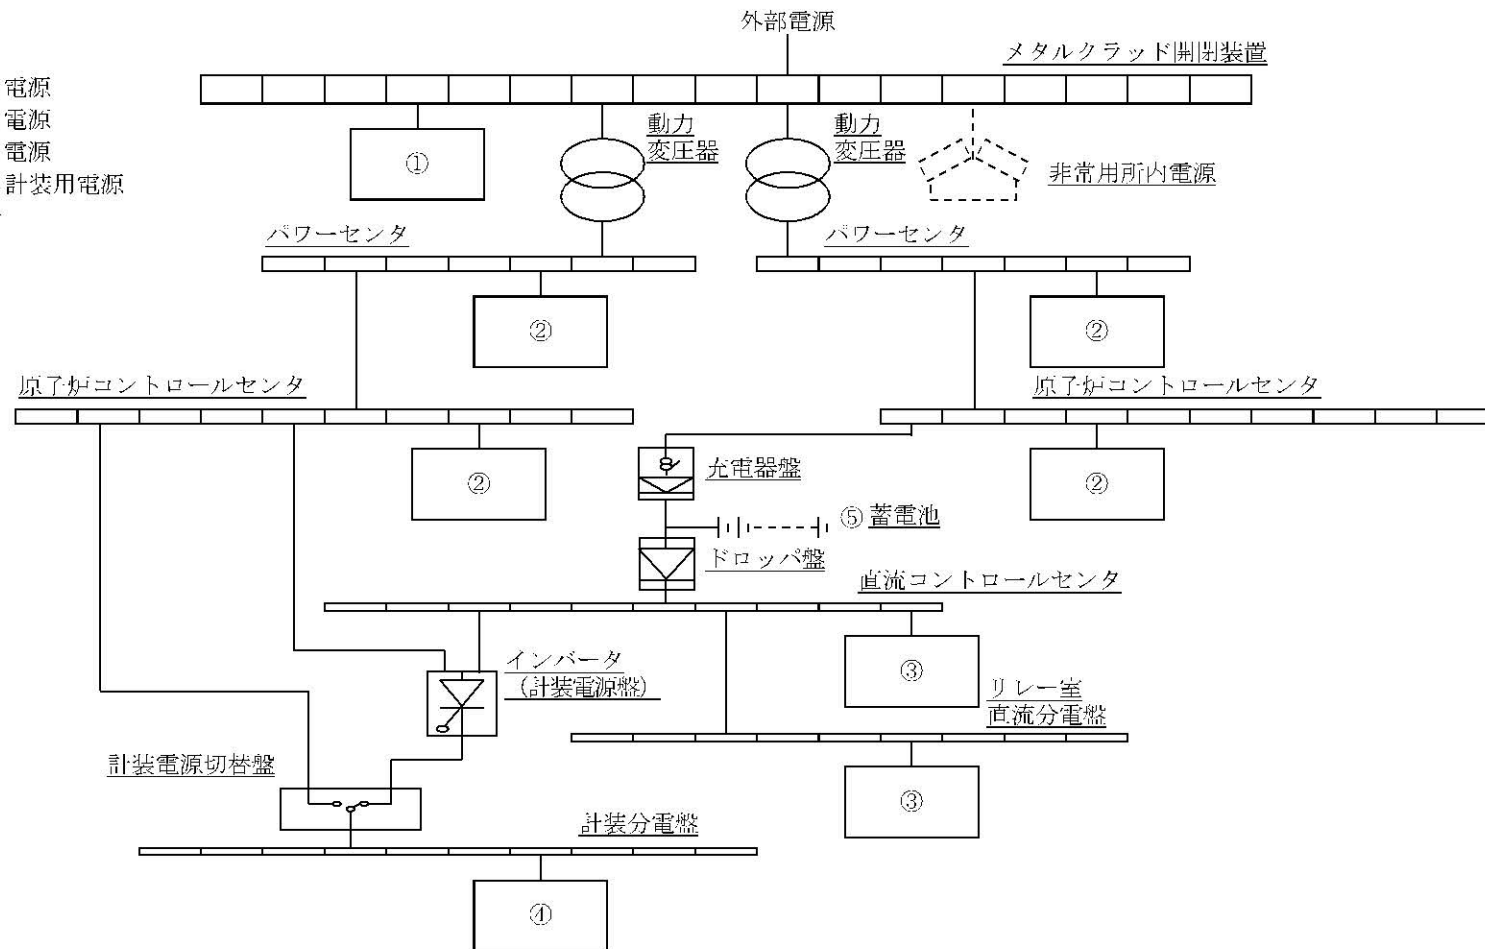 外部電源
メタルクラッド開閉装置
電源
電源
電源
計装用電源
①
動力
変圧器
動力
変圧器
非常用所内電源
パワーセンタ
パワーセンタ
②
②
原子炉コントロールセンタ
原子炉コントロールセンタ
②
充電器盤
②
⑤ 蓄電池
ドロッパ盤
直流コントロールセンタ
インバータ
(計装電源盤)
③
リレー室
直流分電盤
計装電源切替盤
③
計装分電盤
④